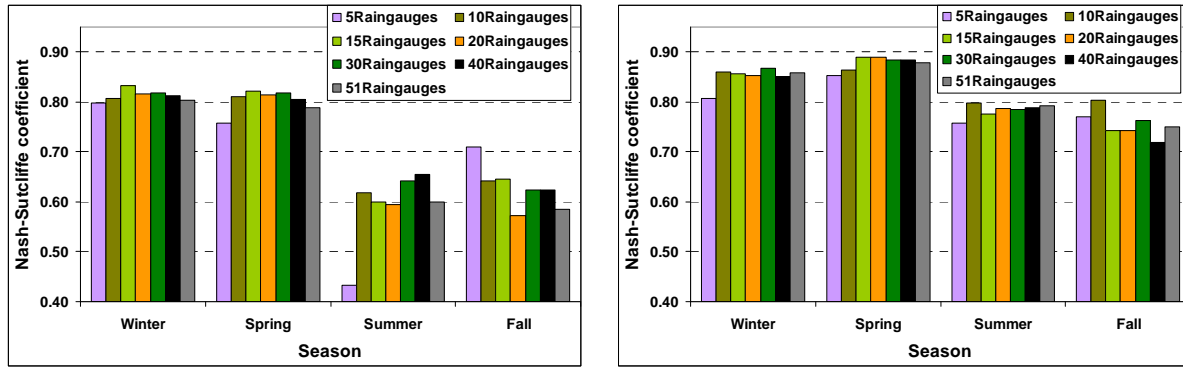 5Raingauges 10Raingauges
15Raingauges 20Raingauges
30Raingauges 40Raingauges
51Raingauges
0.90
0.80
0.70
0.60
0.50
0.40
Nash-Sutcliffe coefficient
Winter Spring Summer Fall
Season
5Raingauges 10Raingauges
15Raingauges 20Raingauges
30Raingauges 40Raingauges
51Raingauges
0.90
0.80
0.70
0.60
0.50
0.40
Nash-Sutcliffe coefficient
Winter Spring Summer Fall
Season